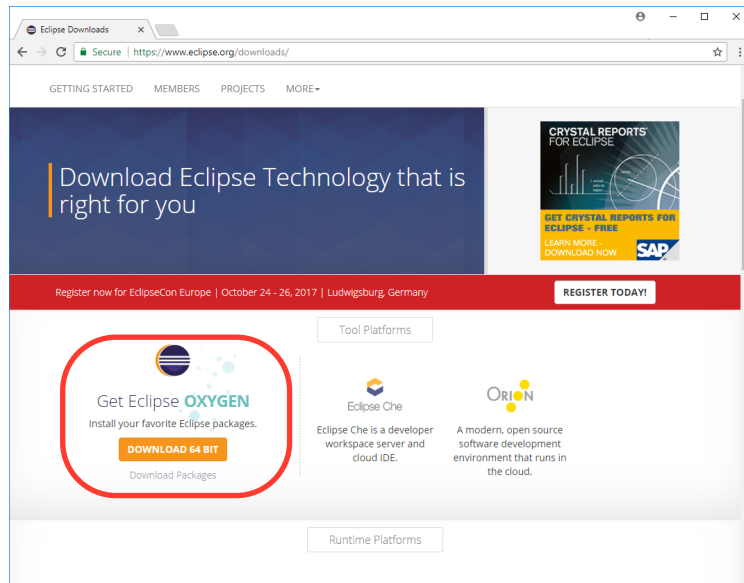 Eclipse Downloads
Secure | https://www.eclipse.org/downloads/
GETTING STARTED MEMBERS PROJECTS MORE
Download Eclipse Technology that is
right for you
CRYSTAL REPORTS
FOR ECLIPSE
GET CRYSTAL REPORTS FOR
ECLIPSE - FREE
LEARN MORE -
DOWNLOAD NOW
SAP
Register now for EclipseCon Europe | October 24 - 26, 2017 | Ludwigsburg, Germany
REGISTER TODAY!
Tool Platforms
Get Eclipse OXYGEN
Install your favorite Eclipse packages.
DOWNLOAD 64 BIT
Download Packages
Eclipse Che
Eclipse Che is a developer
workspace server and
cloud IDE.
ORION
A modern, open source
software development
environment that runs in
the cloud.
Runtime Platforms